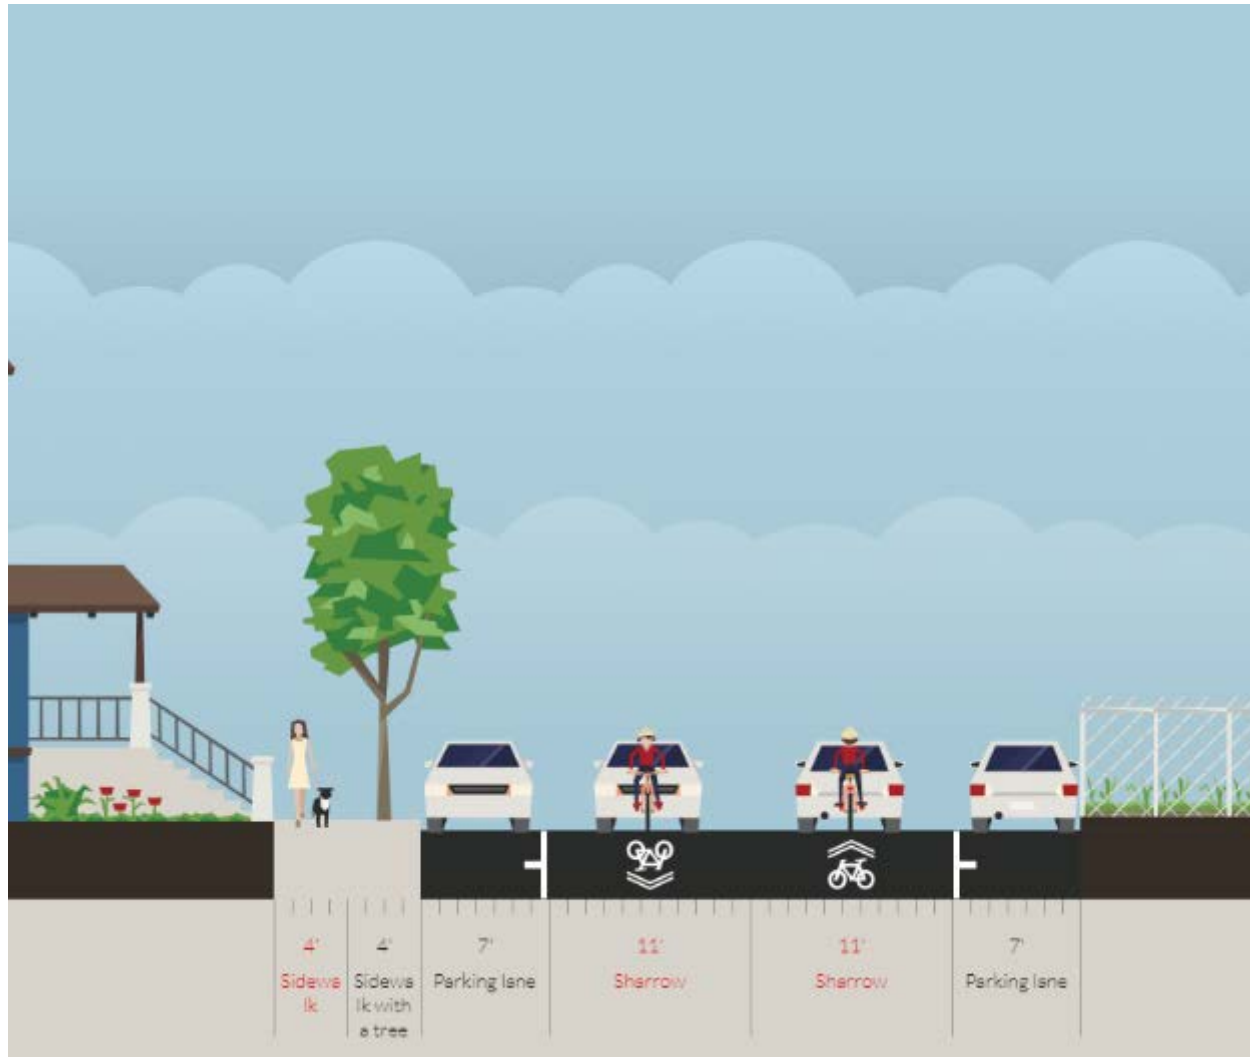 4'
Sidewa
lk
4'
Sidewa
lk with
a tree
7'
Parking lane
11'
Sharrow
11'
Sharrow
7'
Parking lane